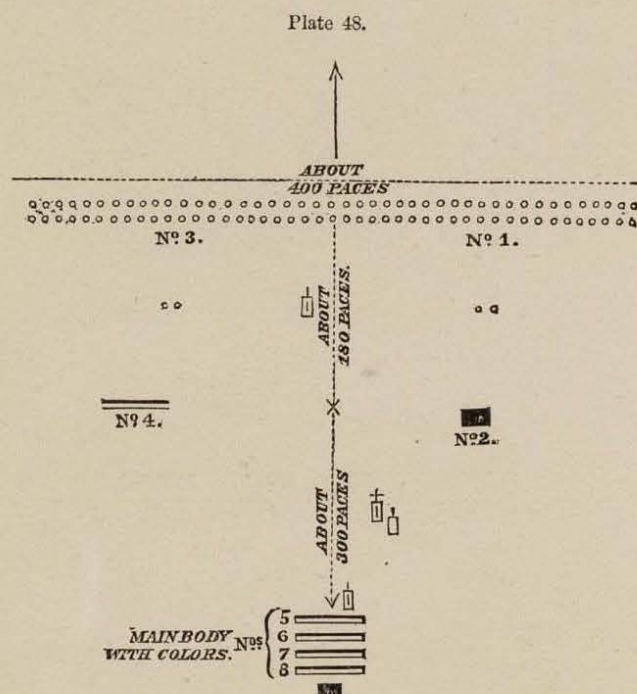 Plate 48.
ABOUT
400 PACES
Nº 3.
Nº 1.
ABOUT
180 PACES.
Nº 4.
Nº 2.
ABOUT
300 PACES
MAIN BODY
WITH COLORS.
Nos
5
6
7
8